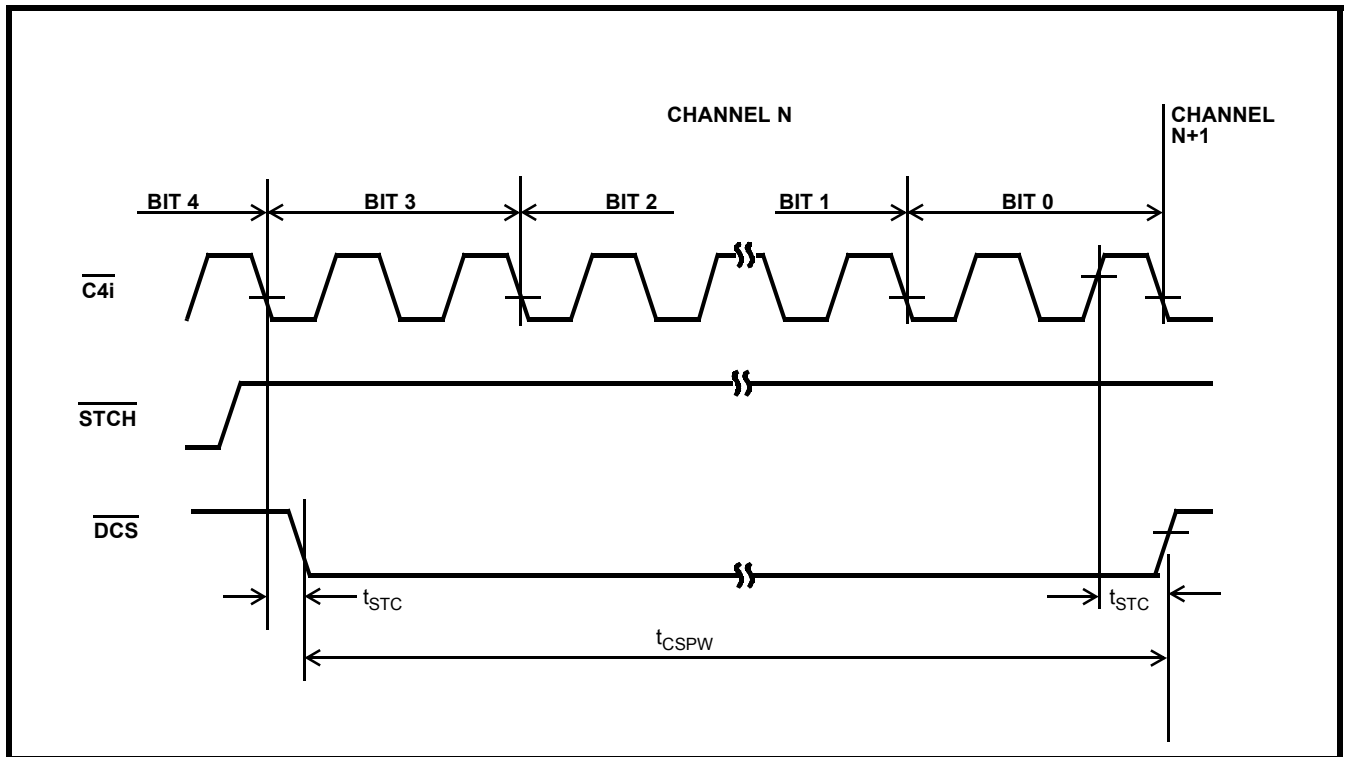 CHANNEL N
CHANNEL
N+1
BIT 4
BIT 3
BIT 2
BIT 1
BIT 0
C4i
STCH
DCS
tSTC
tSTC
tCSPW